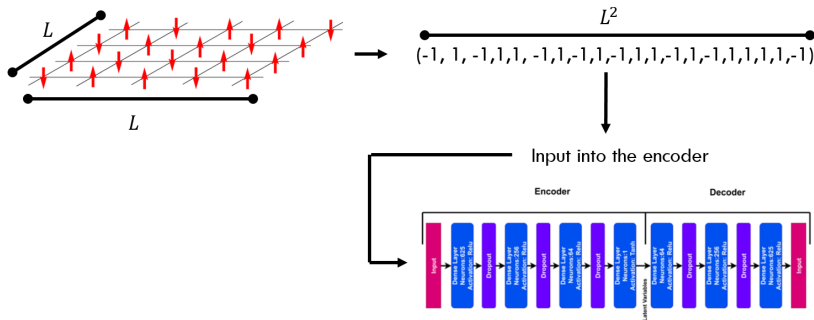 L
L
L²
(-1, 1, -1,1,1, -1,1,-1,1,-1,1,1,-1,1,-1,1,1,1,1,-1)
Input into the encoder
Encoder
Decoder
Input
Dense Layer
Neurons:625
Activation: Relu
Dropout
Dense Layer
Neurons:256
Activation: Relu
Dropout
Dense Layer
Neurons:64
Activation: Relu
Dropout
Dense Layer
Neurons:1
Activation: Tanh
Latent Variables
Dense Layer
Neurons:64
Activation: Relu
Dropout
Dense Layer
Neurons:256
Activation: Relu
Dropout
Dense Layer
Neurons:625
Activation: Relu
Input